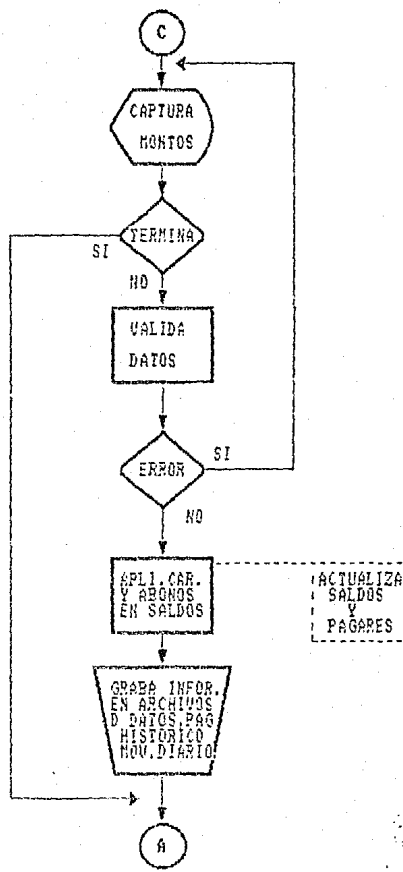 C
CAPTURA
MONTOS
TERMINA
SI
NO
VALIDA
DATOS
ERROR
SI
NO
APLI.CAR.
Y ABONOS
EN SALDOS
ACTUALIZA
SALDOS
Y
PAGARES
GRABA INFOR.
EN ARCHIVOS
D DATOS.PAG
HISTORICO
MOV.DIARIO
A